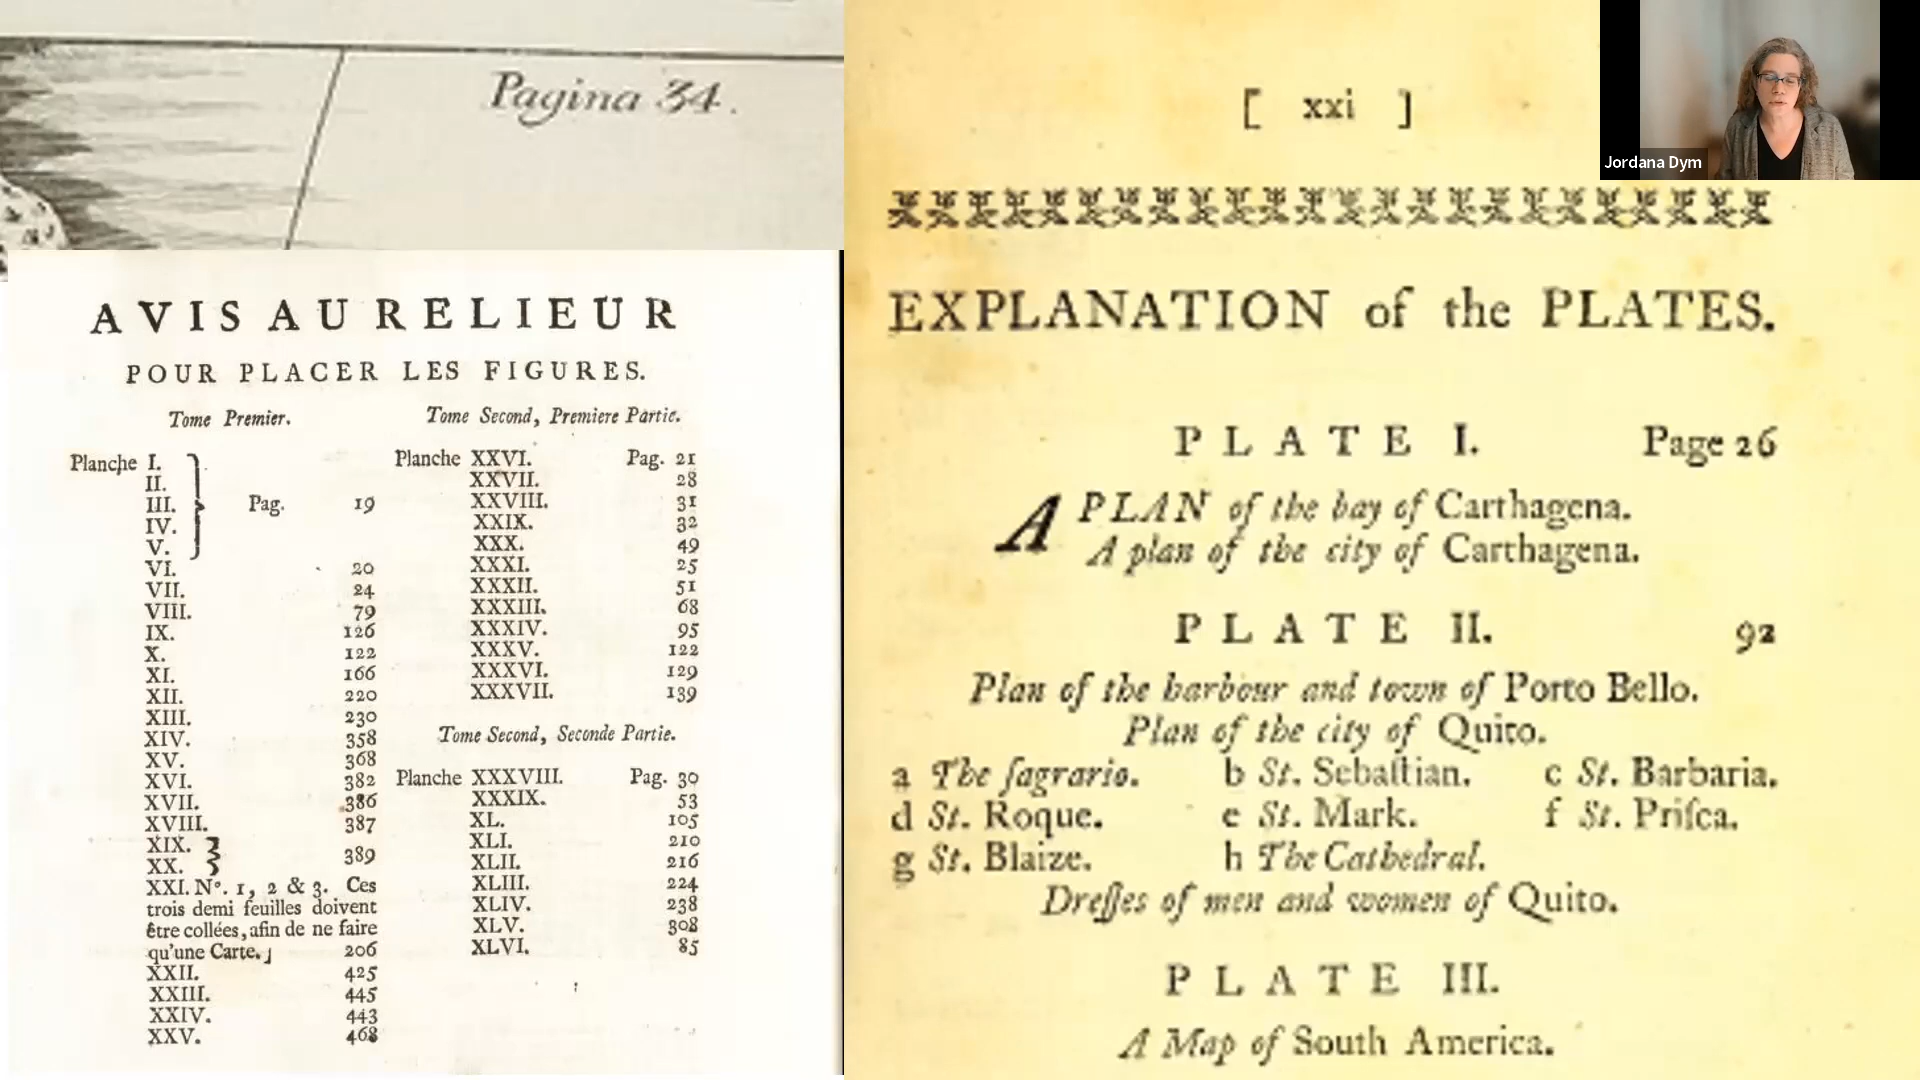 Pagina 34.
AVIS AU RELIEUR
POUR PLACER LES FIGURES.
Tome Premier.
Planche I.
II.
III. Pag. 19
IV.
V.
VI. 20
VII. 24
VIII. 79
IX. 126
X. 122
XI. 166
XII. 220
XIII. 230
XIV. 358
XV. 368
XVI. 382
XVII. 386
XVIII. 387
XIX.
XX. 389
XXI. Nº. 1, 2 & 3. Ces
trois demi feuilles doivent
être collées, afin de ne faire
qu'une Carte. 206
XXII. 425
XXIII. 445
XXIV. 443
XXV. 468
Tome Second, Premiere Partie.
Planche XXVI. Pag. 21
XXVII. 28
XXVIII. 31
XXIX. 32
XXX. 49
XXXI. 25
XXXII. 51
XXXIII. 68
XXXIV. 95
XXXV. 122
XXXVI. 129
XXXVII. 139
Tome Second, Seconde Partie.
Planche XXXVIII. Pag. 30
XXXIX. 53
XL. 105
XLI. 210
XLII. 216
XLIII. 224
XLIV. 238
XLV. 308
XLVI. 85
[ xxi ]
EXPLANATION of the PLATES.
PLATE I. Page 26
A PLAN of the bay of Carthagena.
A plan of the city of Carthagena.
PLATE II. 92
Plan of the harbour and town of Porto Bello.
Plan of the city of Quito.
a The ſagrario. b St. Sebaſtian. c St. Barbaria.
d St. Roque. e St. Mark. f St. Priſca.
g St. Blaize. h The Cathedral.
Dreſſes of men and women of Quito.
PLATE III.
A Map of South America.
Jordana Dym